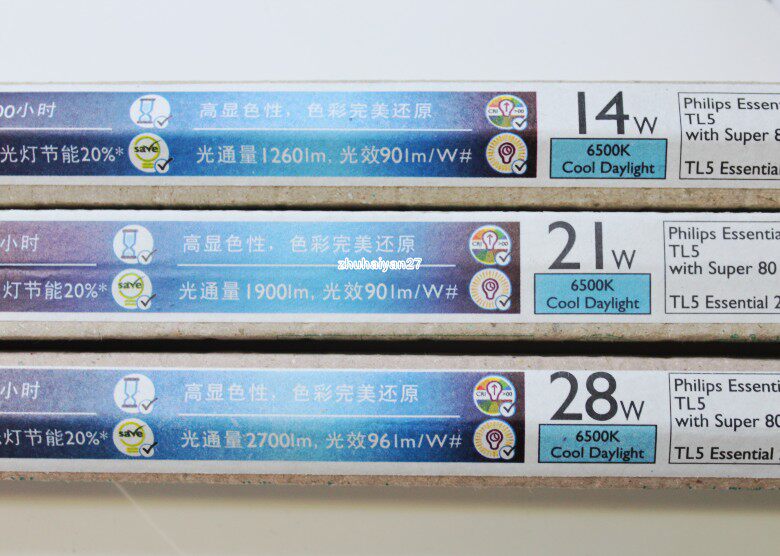 00小时
高显色性，色彩完美还原
光灯节能20%*
save
光通量1260lm, 光效90lm/W#
CRI
14W
6500K
Cool Daylight
Philips Essen
TL5
with Super 8
TL5 Essential
小时
高显色性，色彩完美还原
zhuhaiyan27
灯节能20%*
save
光通量1900lm, 光效90lm/W#
CRI
21W
6500K
Cool Daylight
Philips Essentia
TL5
with Super 80
TL5 Essential 2
小时
高显色性，色彩完美还原
灯节能20%*
save
光通量2700lm, 光效96lm/W#
CRI
28W
6500K
Cool Daylight
Philips Essenti
TL5
with Super 80
TL5 Essential